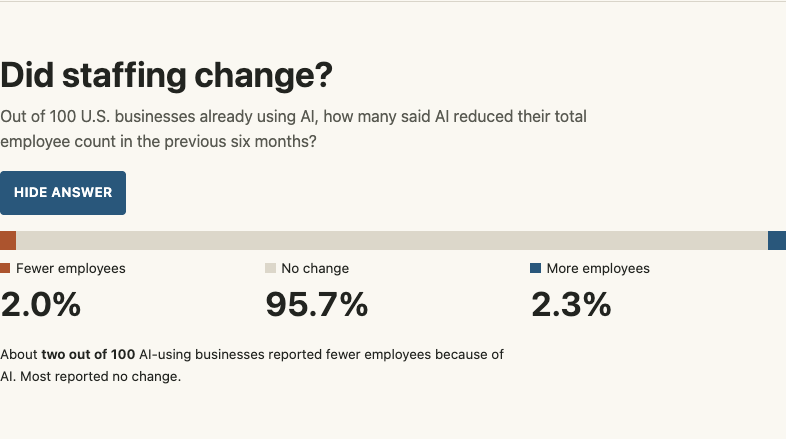 Did staffing change?
Out of 100 U.S. businesses already using AI, how many said AI reduced their total
employee count in the previous six months?
HIDE ANSWER
Fewer employees
No change
More employees
2.0%
95.7%
2.3%
About two out of 100 AI-using businesses reported fewer employees because of
AI. Most reported no change.